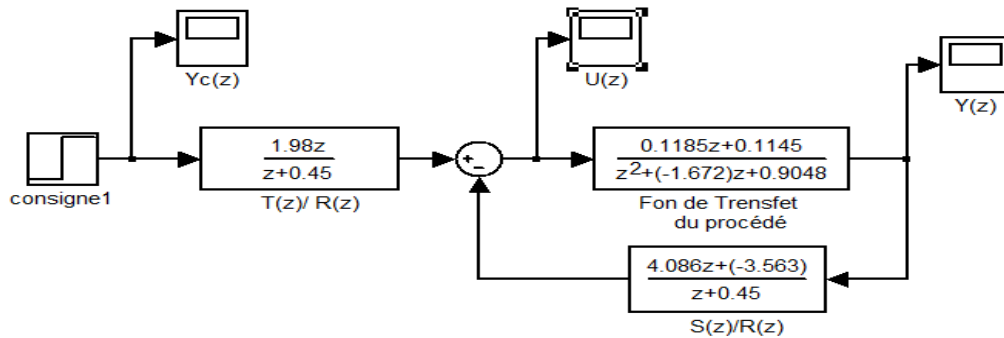 Yc(z)
U(z)
Y(z)
consigne1
1.98z
z+0.45
T(z)/ R(z)
+
-
0.1185z+0.1145
z2+(-1.672)z+0.9048
Fon de Trensfet
du procédé
4.086z+(-3.563)
z+0.45
S(z)/R(z)